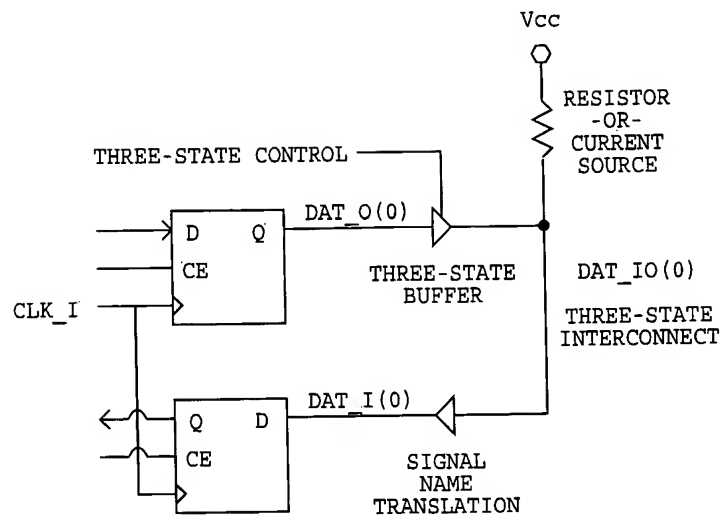 Vcc
RESISTOR
-OR-
CURRENT
SOURCE
THREE-STATE CONTROL
DAT_O(0)
D Q
CE
THREE-STATE
BUFFER
DAT_IO(0)
CLK_I
THREE-STATE
INTERCONNECT
DAT_I(0)
Q D
CE
SIGNAL
NAME
TRANSLATION